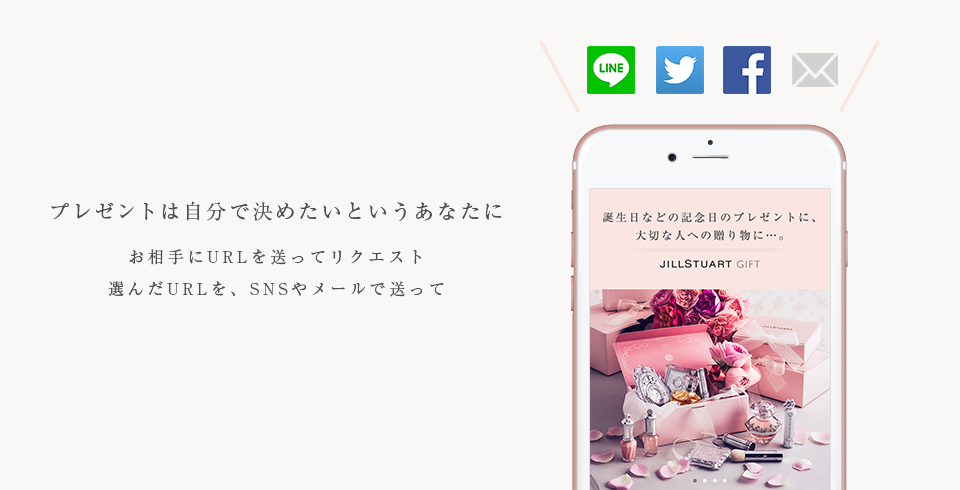 LINE
プレゼントは自分で決めたいというあなたに
お相手にURLを送ってリクエスト
選んだURLを、SNSやメールで送って
誕生日などの記念日のプレゼントに、
大切な人への贈り物に…。
JILLSTUART GIFT
JILLSTUART